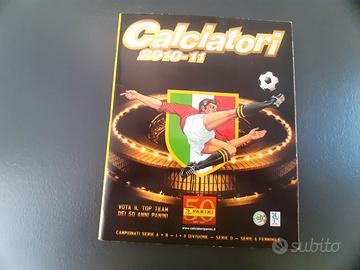 Calciatori
2010-11
50
PANINI
VOTA IL TOP TEAM
DEI 50 ANNI PANINI
www.calciatoripanini.it
CAMPIONATI SERIE A - B - I - II DIVISIONE - SERIE D - SERIE A FEMMINILE
subito